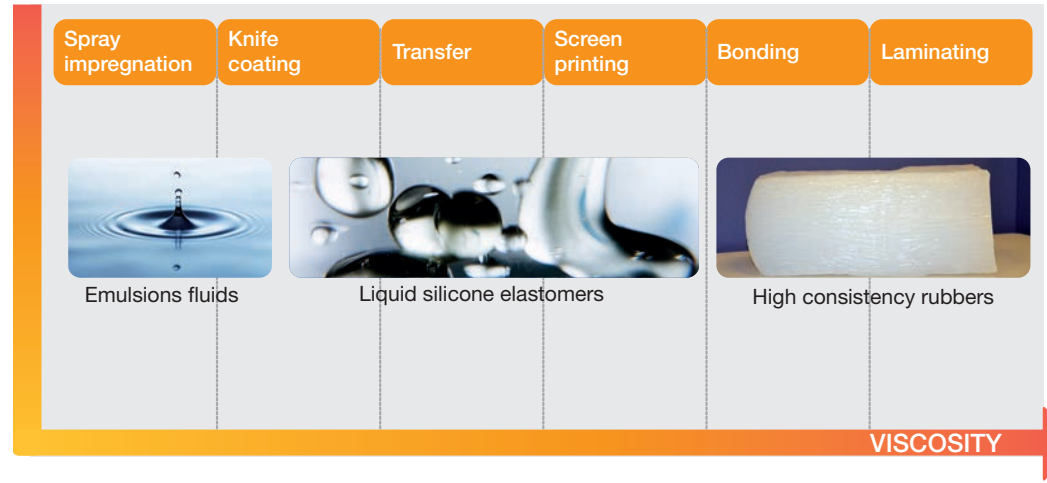 Spray
impregnation
Knife
coating
Transfer
Screen
printing
Bonding
Laminating
Emulsions fluids
Liquid silicone elastomers
High consistency rubbers
VISCOSITY